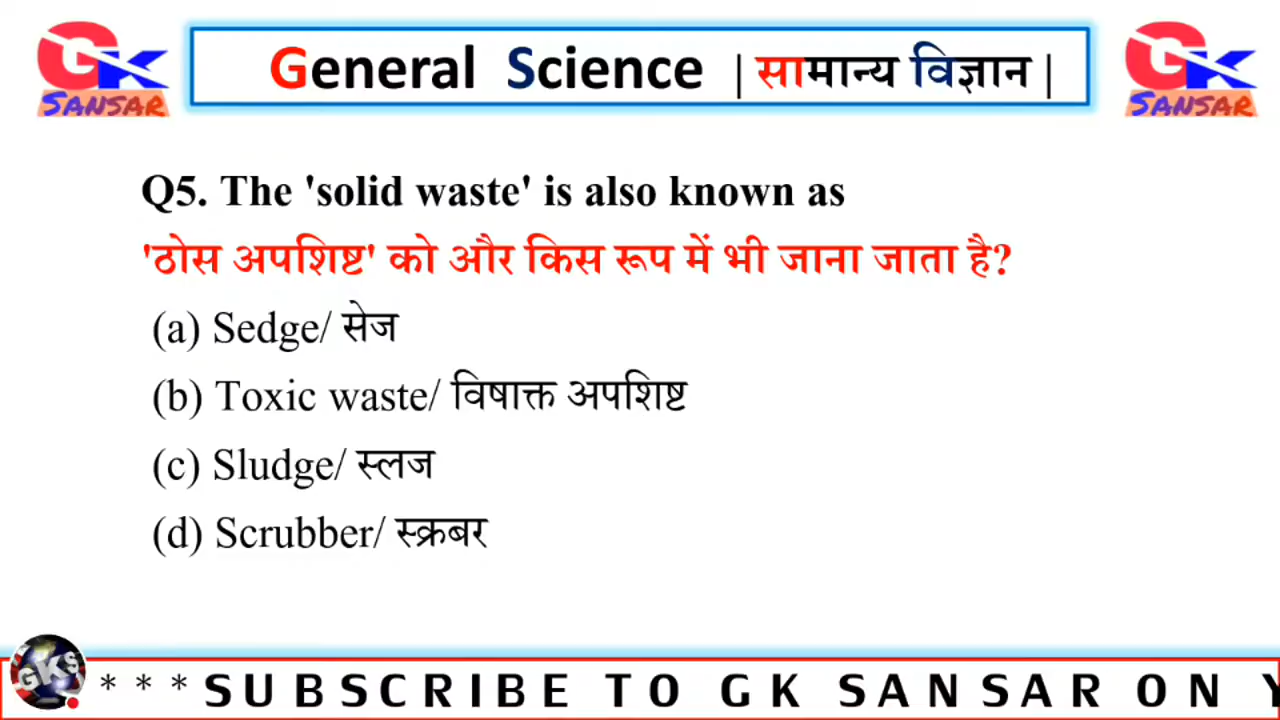 GK SANSAR
General Science | सामान्य विज्ञान |
GK SANSAR
Q5. The 'solid waste' is also known as
'ठोस अपशिष्ट' को और किस रूप में भी जाना जाता है?
(a) Sedge/ सेज
(b) Toxic waste/ विषाक्त अपशिष्ट
(c) Sludge/ स्लज
(d) Scrubber/ स्क्रबर
GKS
* * * SUBSCRIBE TO GK SANSAR ON